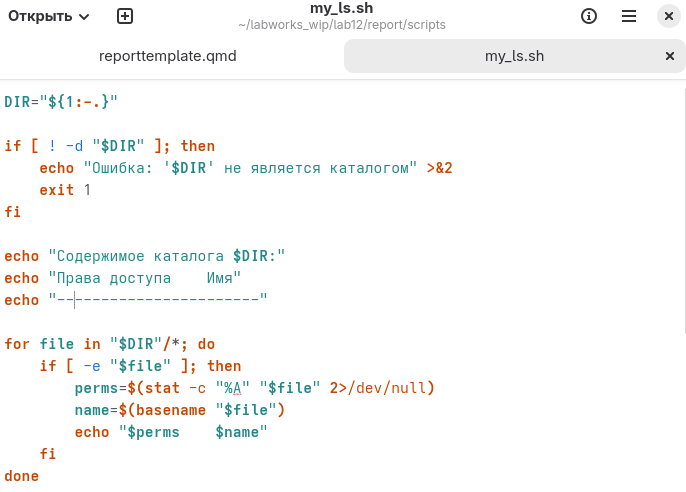 Открыть
my_ls.sh
~/labworks_wip/lab12/report/scripts
reporttemplate.qmd
my_ls.sh
DIR="${1:-.}"
if [ ! -d "$DIR" ]; then
    echo "Ошибка: '$DIR' не является каталогом" >&2
    exit 1
fi
echo "Содержимое каталога $DIR:"
echo "Права доступа    Имя"
echo "-----------------------"
for file in "$DIR"/*; do
    if [ -e "$file" ]; then
        perms=$(stat -c "%A" "$file" 2>/dev/null)
        name=$(basename "$file")
        echo "$perms    $name"
    fi
done